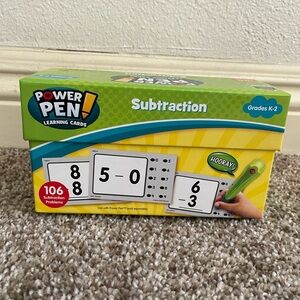 POWER
PEN!
LEARNING CARDS
Subtraction
Grades K-2
HOORAY!
8
8
5 - 0
6
- 3
106
Subtraction
Problems